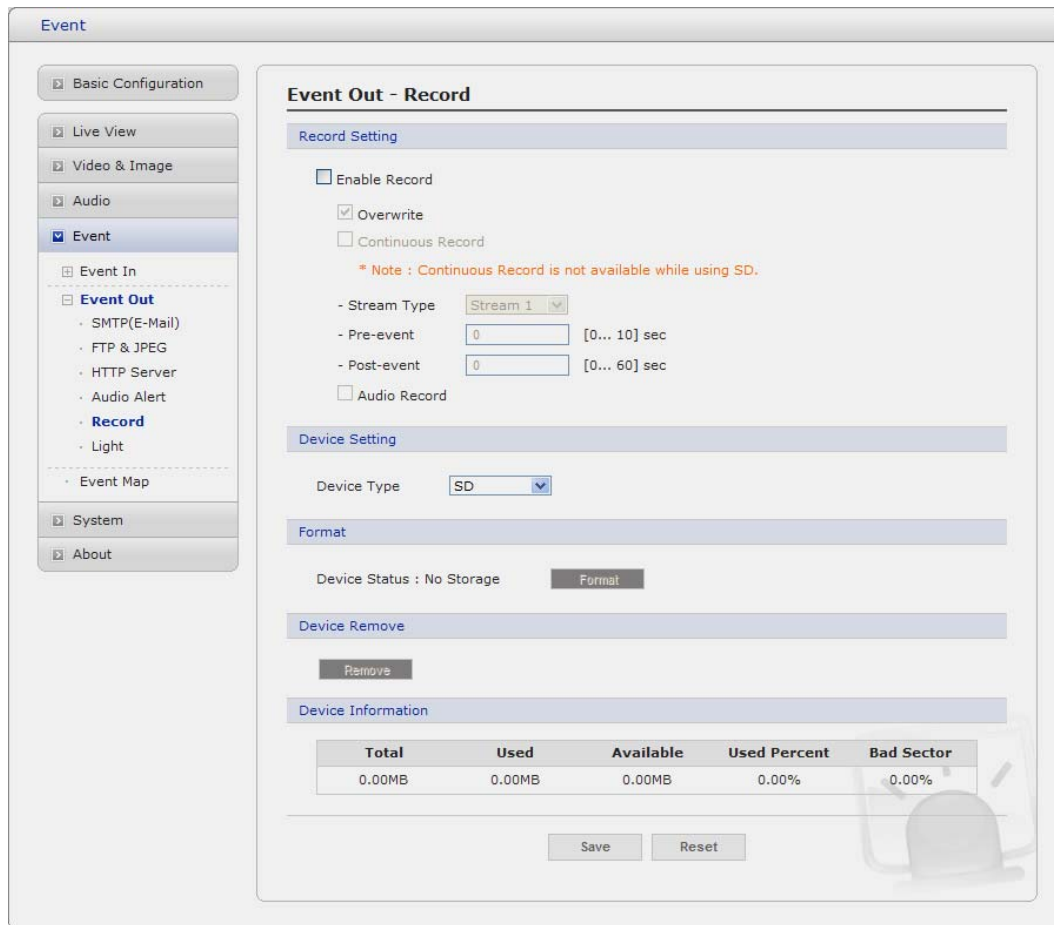 Event
Basic Configuration
Live View
Video & Image
Audio
Event
Event In
Event Out
SMTP(E-Mail)
FTP & JPEG
HTTP Server
Audio Alert
Record
Light
Event Map
System
About
Event Out - Record
Record Setting
Enable Record
Overwrite
Continuous Record
* Note : Continuous Record is not available while using SD.
- Stream Type Stream 1
- Pre-event 0 [0... 10] sec
- Post-event 0 [0... 60] sec
Audio Record
Device Setting
Device Type SD
Format
Device Status : No Storage Format
Device Remove
Remove
Device Information
Total Used Available Used Percent Bad Sector
0.00MB 0.00MB 0.00MB 0.00% 0.00%
Save Reset